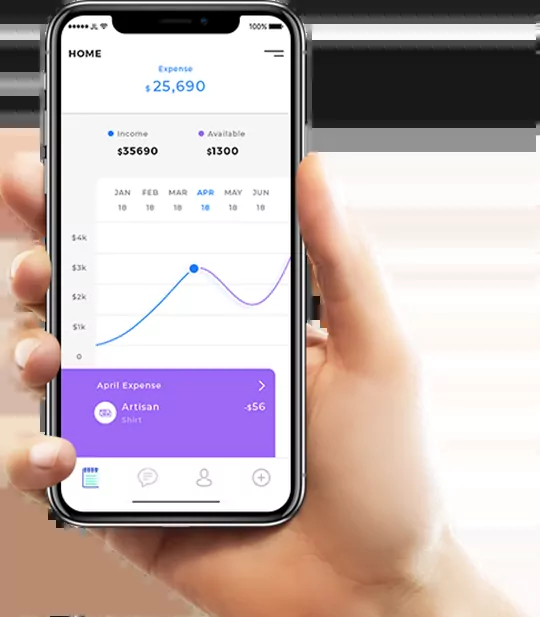 100%
HOME
Expense
$25,690
Income Available
$35690 $1300
JAN FEB MAR APR MAY JUN
18 18 18 18 18 18
$4k
$3k
$2k
$1k
0
April Expense
Artisan -$56
Shirt